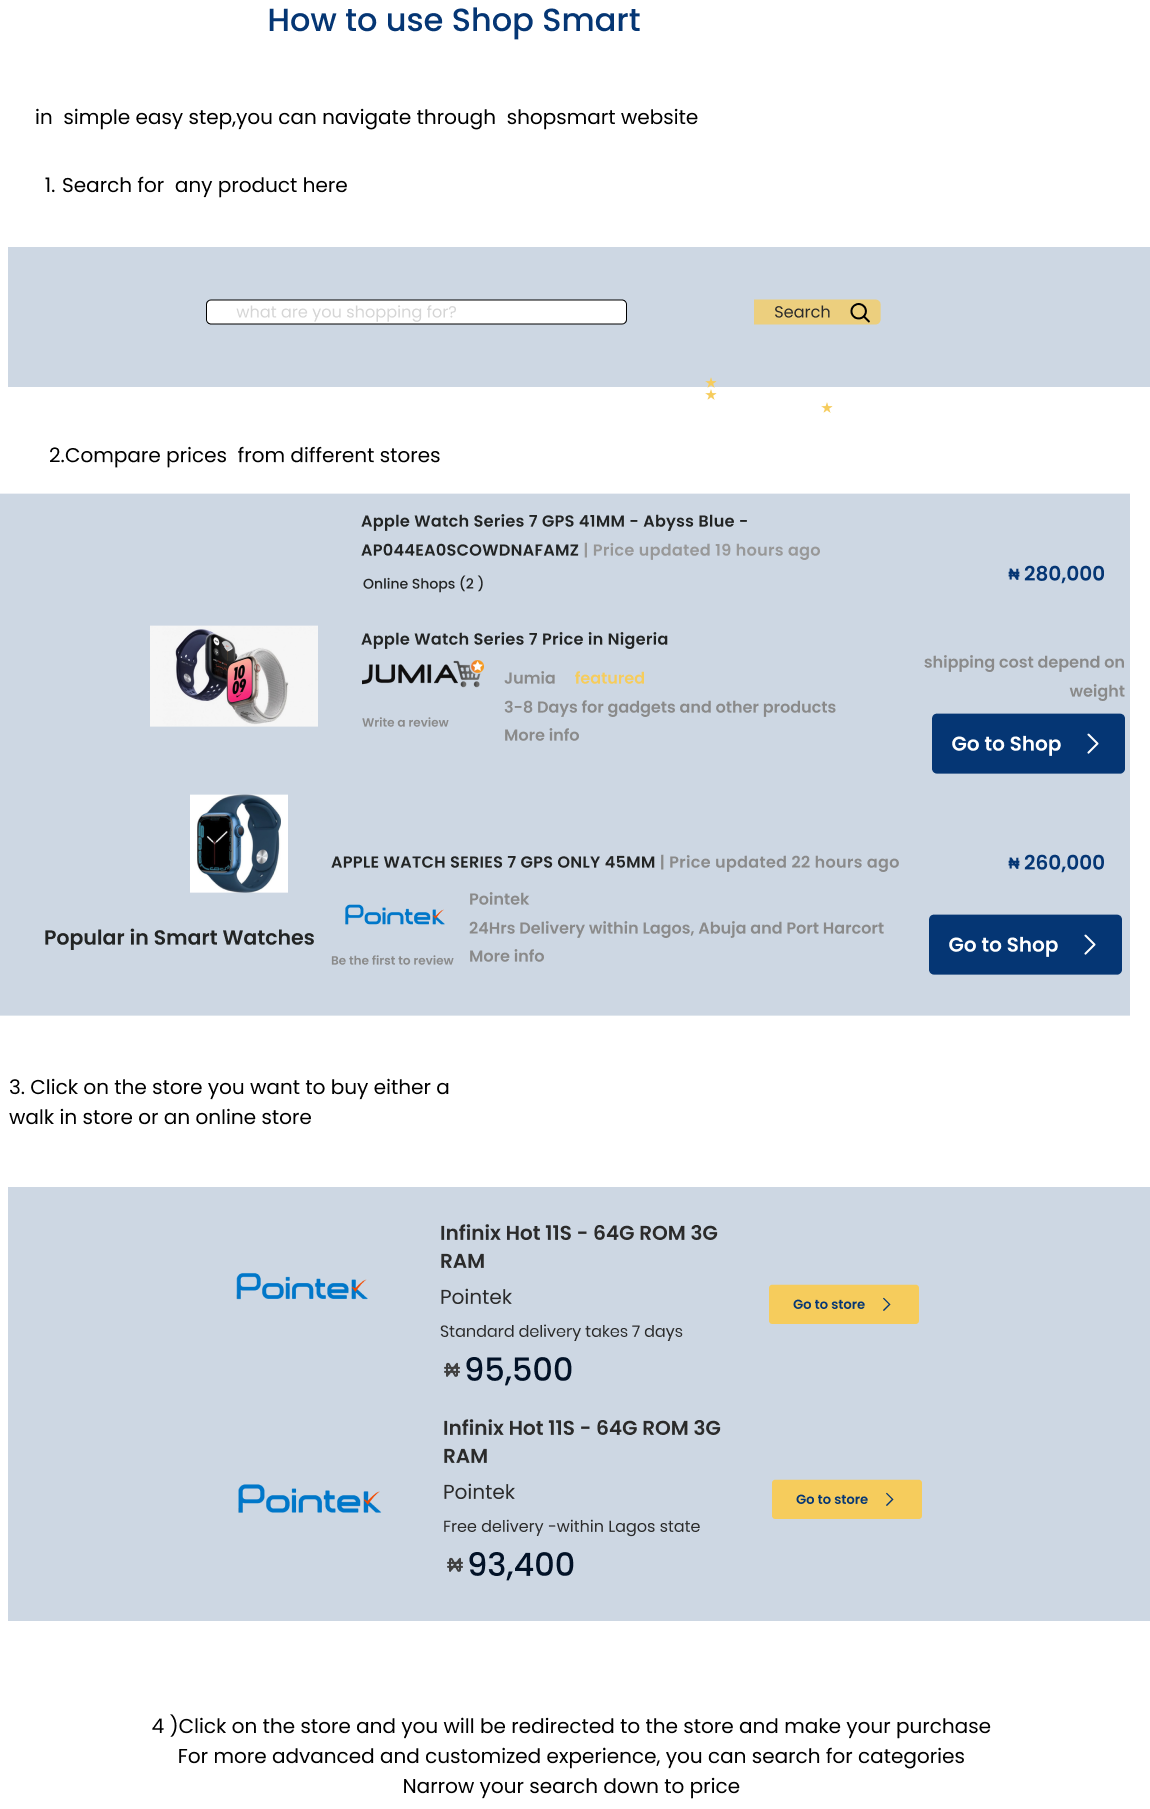 How to use Shop Smart
in simple easy step,you can navigate through shopsmart website
1. Search for any product here
what are you shopping for?
Search
2.Compare prices from different stores
Apple Watch Series 7 GPS 41MM - Abyss Blue -
AP044EA0SCOWDNAFAMZ | Price updated 19 hours ago
Online Shops (2 )
₦ 280,000
10
09
Apple Watch Series 7 Price in Nigeria
JUMIA
Jumia featured
3-8 Days for gadgets and other products
More info
Write a review
shipping cost depend on
weight
Go to Shop
APPLE WATCH SERIES 7 GPS ONLY 45MM | Price updated 22 hours ago
₦ 260,000
Pointek
Pointek
24Hrs Delivery within Lagos, Abuja and Port Harcort
More info
Be the first to review
Popular in Smart Watches
Go to Shop
3. Click on the store you want to buy either a
walk in store or an online store
Pointek
Infinix Hot 11S - 64G ROM 3G
RAM
Pointek
Standard delivery takes 7 days
₦ 95,500
Go to store
Pointek
Infinix Hot 11S - 64G ROM 3G
RAM
Pointek
Free delivery -within Lagos state
₦ 93,400
Go to store
4 )Click on the store and you will be redirected to the store and make your purchase
For more advanced and customized experience, you can search for categories
Narrow your search down to price